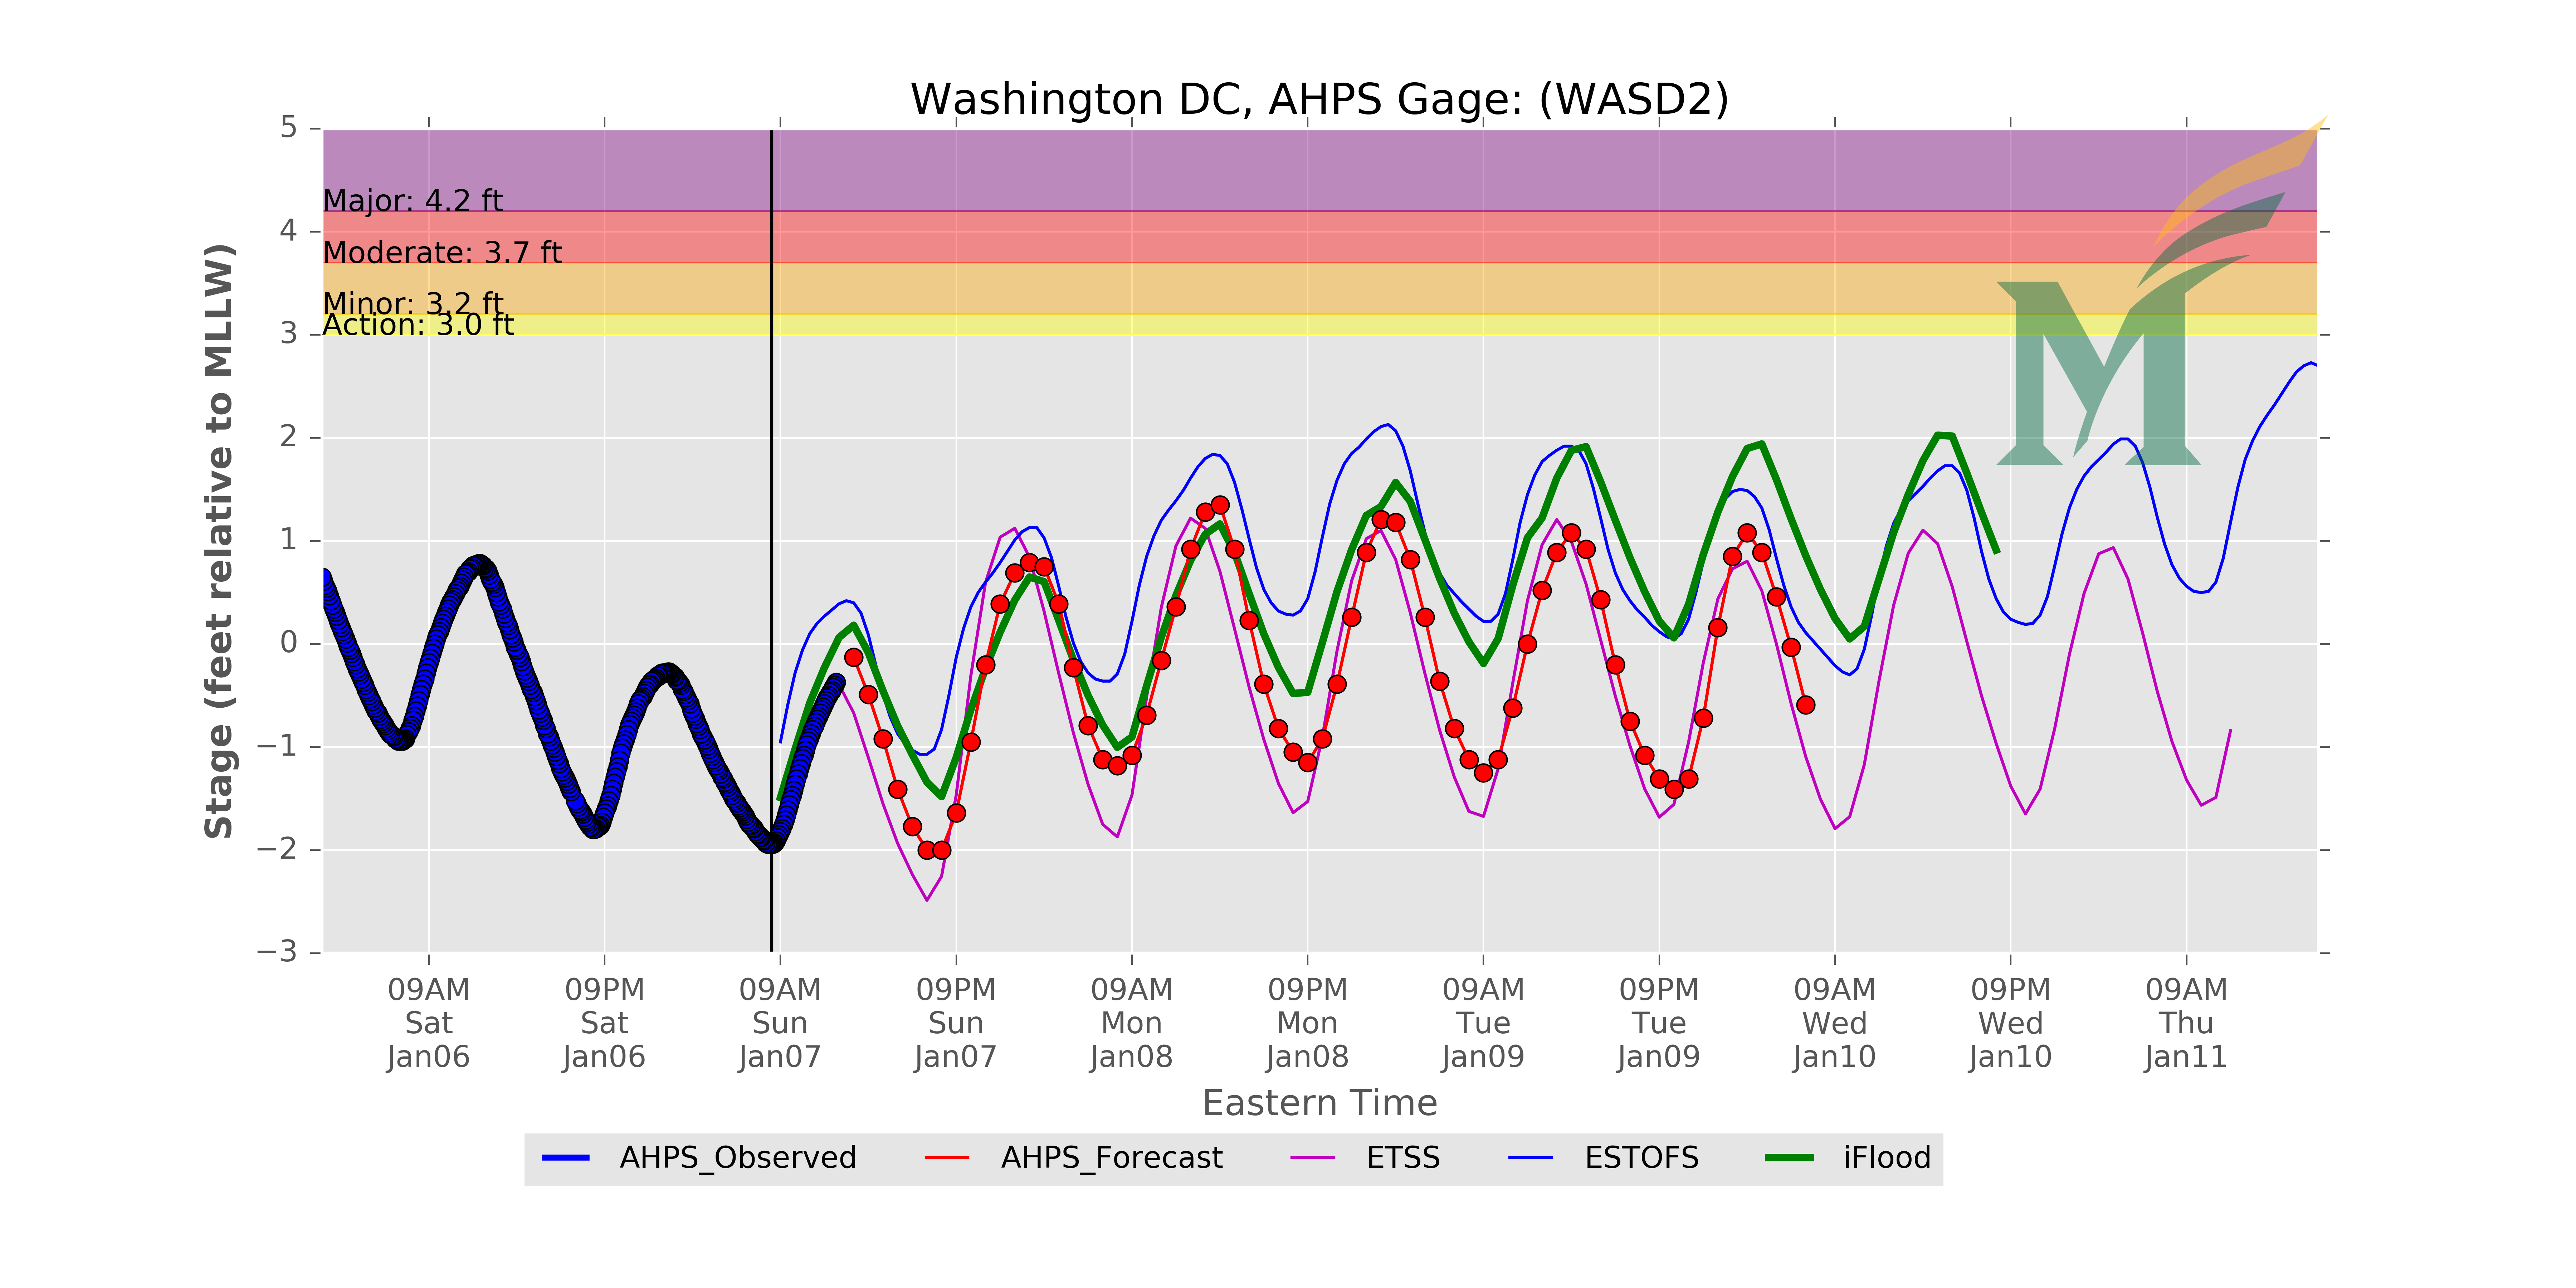 Washington DC, AHPS Gage: (WASD2)
Stage (feet relative to MLLW)
5
4
3
2
1
0
−1
−2
−3
Major: 4.2 ft
Moderate: 3.7 ft
Minor: 3.2 ft
Action: 3.0 ft
M
09AM 09PM 09AM 09PM 09AM 09PM 09AM 09PM 09AM 09PM 09AM
Sat Sat Sun Sun Mon Mon Tue Tue Wed Wed Thu
Jan06 Jan06 Jan07 Jan07 Jan08 Jan08 Jan09 Jan09 Jan10 Jan10 Jan11
Eastern Time
AHPS_Observed AHPS_Forecast ETSS ESTOFS iFlood